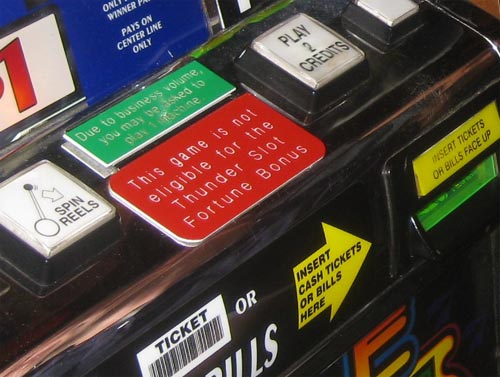 WINNER PA
PAYS ON
CENTER LINE
ONLY
$1
PLAY
2
CREDITS
Due to business volume,
you may be asked to
play 1 machine
This game is not
eligible for the
Thunder Slot
Fortune Bonus
SPIN
REELS
INSERT TICKETS
OR BILLS FACE UP
INSERT
CASH TICKETS
OR BILLS
HERE
TICKET
OR
BILLS